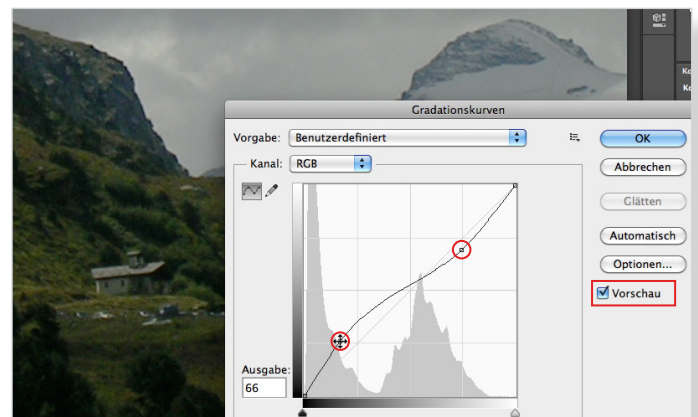 Gradationskurven
Vorgabe: Benutzerdefiniert
OK
Kanal: RGB
Abbrechen
Glätten
Automatisch
Optionen...
Vorschau
Ausgabe:
66